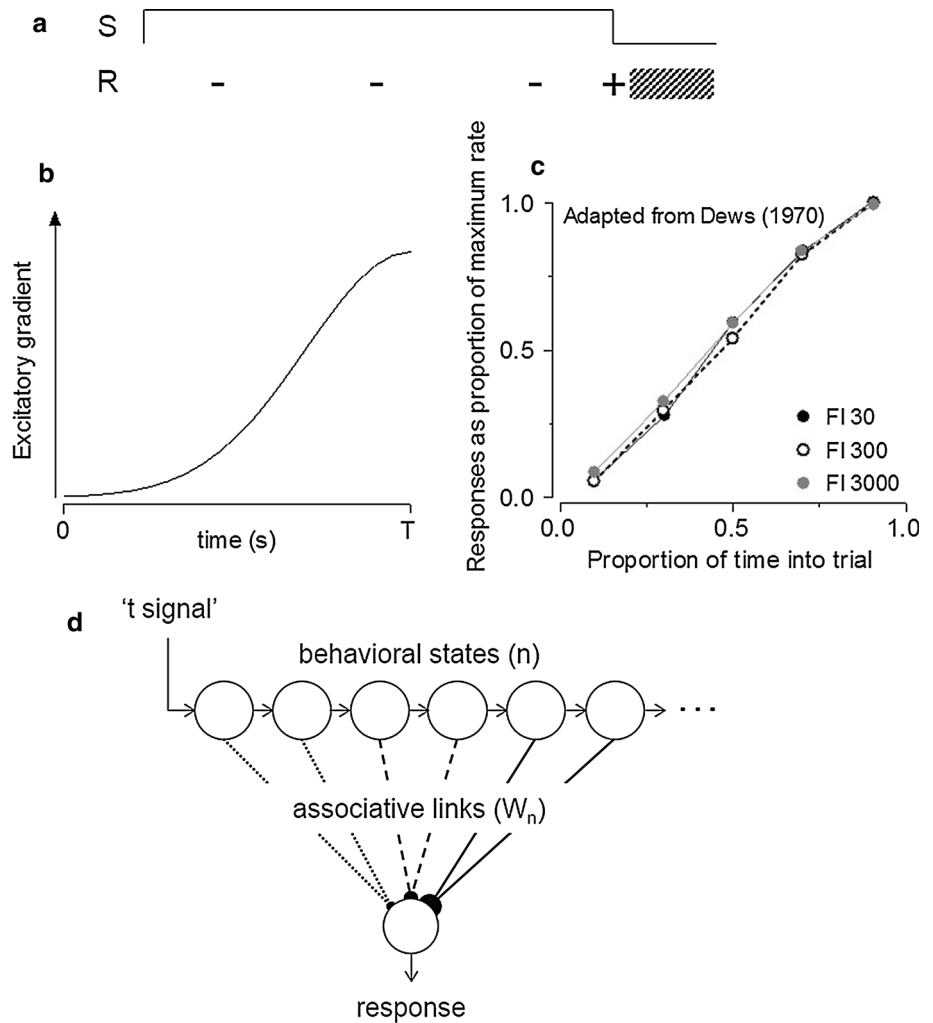 a
S
R
- - - +
b
Excitatory gradient
0
T
time (s)
c
Responses as proportion of maximum rate
Adapted from Dews (1970)
1.0
0.5
0.0
FI 30
FI 300
FI 3000
0.0
0.5
1.0
Proportion of time into trial
d
‘t signal’
behavioral states (n)
...
associative links (Wn)
response